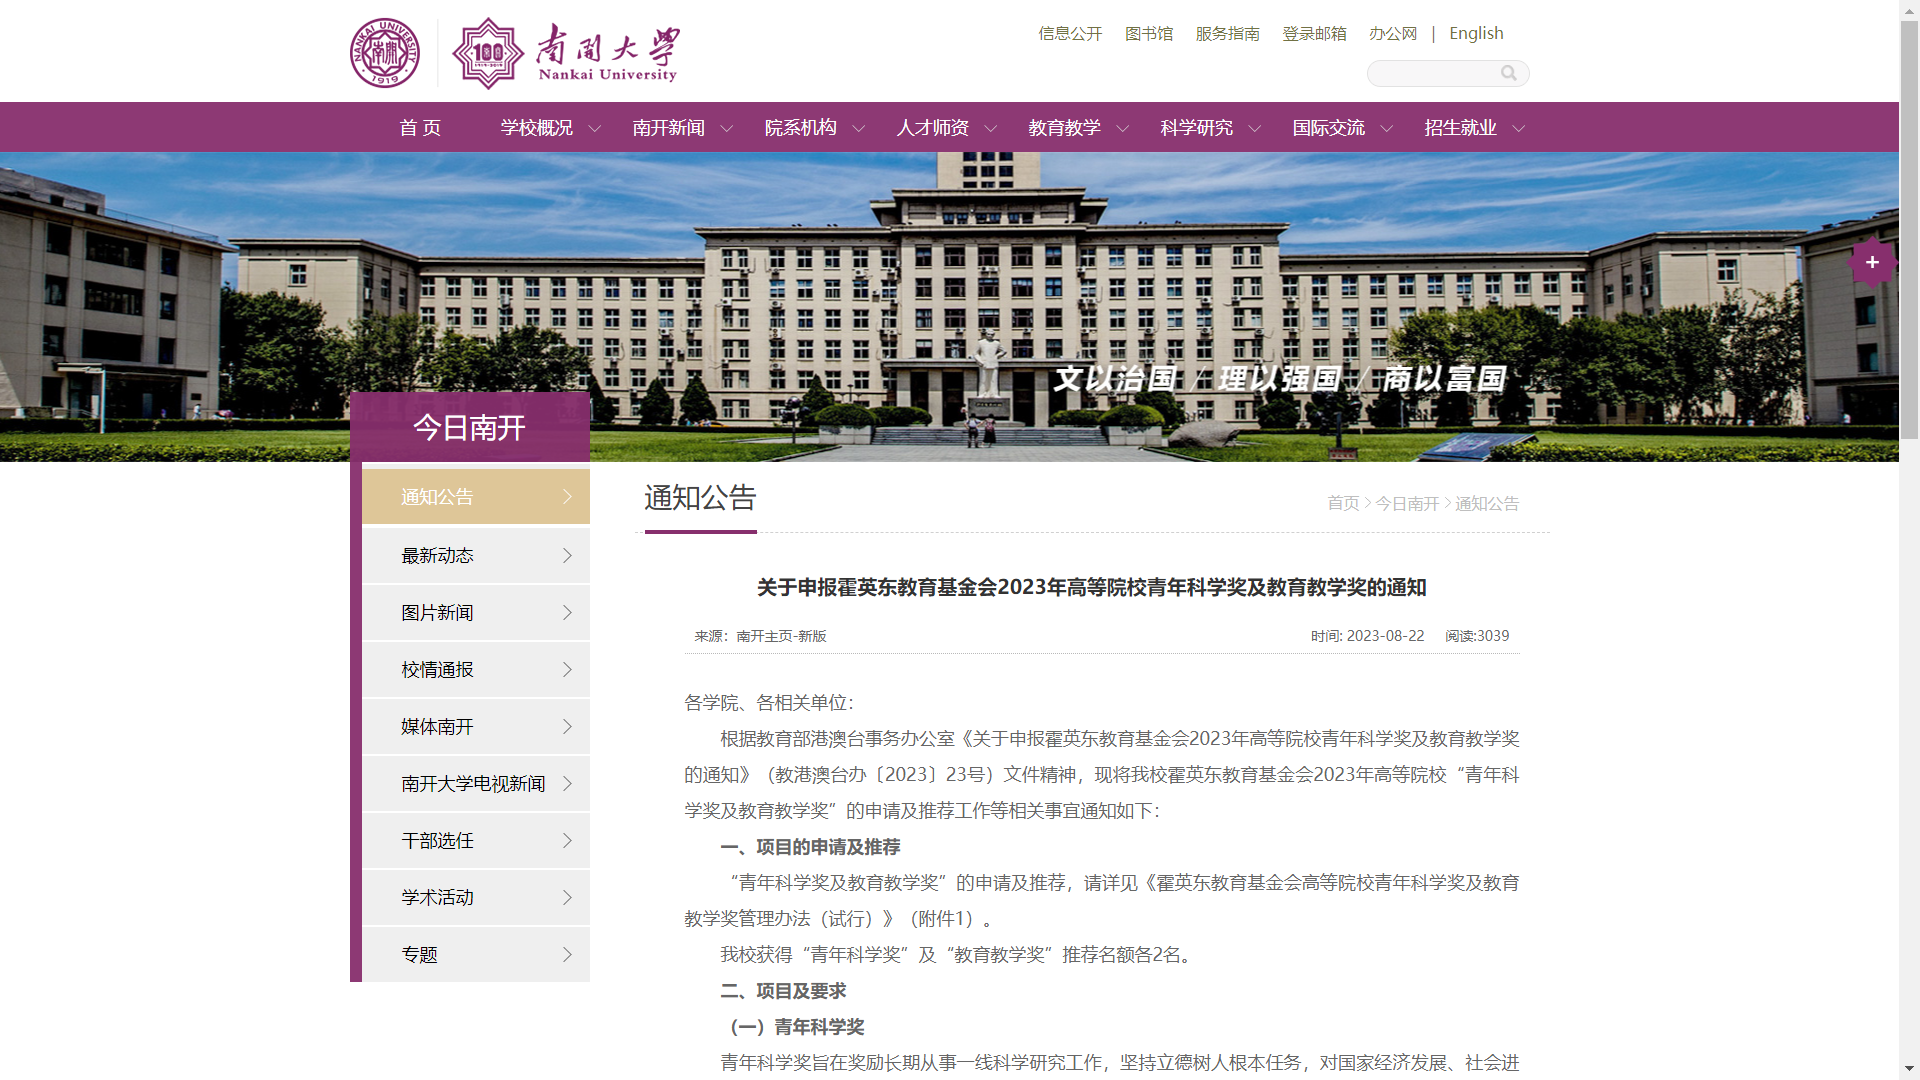 NANKAI UNIVERSITY
南開
1919
100
1919-2019
南開大學
Nankai University
信息公开 图书馆 服务指南 登录邮箱 办公网 | English
首 页 学校概况 南开新闻 院系机构 人才师资 教育教学 科学研究 国际交流 招生就业
+
文以治国 / 理以强国 / 商以富国
今日南开
通知公告
最新动态
图片新闻
校情通报
媒体南开
南开大学电视新闻
干部选任
学术活动
专题
通知公告
首页 > 今日南开 > 通知公告
关于申报霍英东教育基金会2023年高等院校青年科学奖及教育教学奖的通知
来源：南开主页-新版 时间: 2023-08-22 阅读:3039
各学院、各相关单位：
根据教育部港澳台事务办公室《关于申报霍英东教育基金会2023年高等院校青年科学奖及教育教学奖
的通知》（教港澳台办〔2023〕23号）文件精神，现将我校霍英东教育基金会2023年高等院校“青年科
学奖及教育教学奖”的申请及推荐工作等相关事宜通知如下：
一、项目的申请及推荐
“青年科学奖及教育教学奖”的申请及推荐，请详见《霍英东教育基金会高等院校青年科学奖及教育
教学奖管理办法（试行）》（附件1）。
我校获得“青年科学奖”及“教育教学奖”推荐名额各2名。
二、项目及要求
（一）青年科学奖
青年科学奖旨在奖励长期从事一线科学研究工作，坚持立德树人根本任务，对国家经济发展、社会进